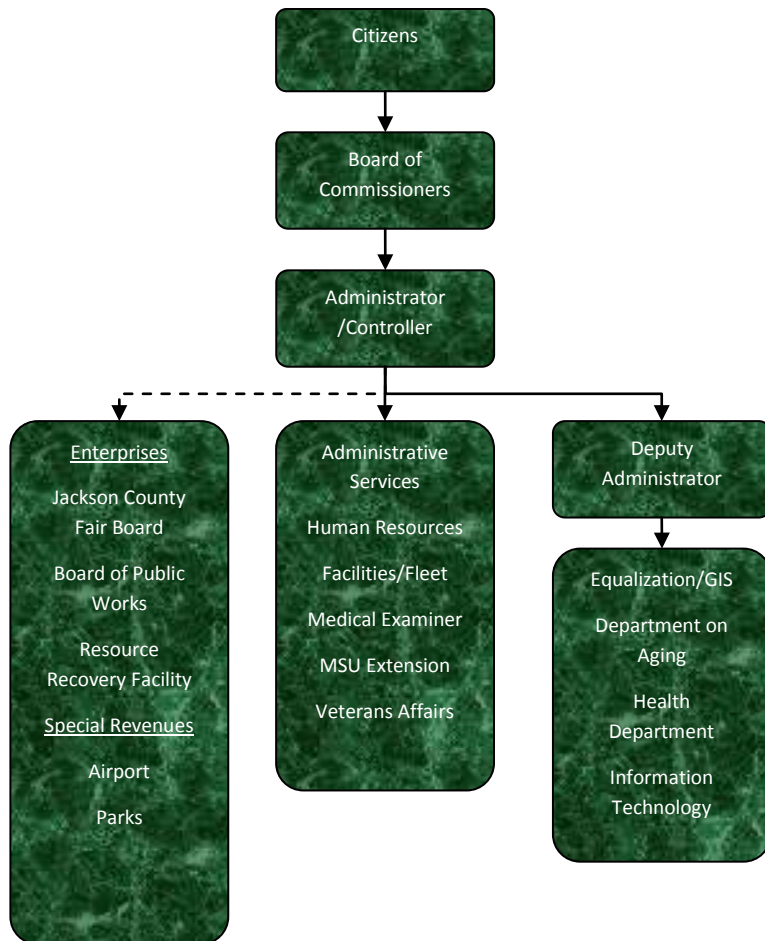 Citizens
Board of
Commissioners
Administrator
/Controller
Enterprises
Jackson County
Fair Board
Board of Public
Works
Resource
Recovery Facility
Special Revenues
Airport
Parks
Administrative
Services
Human Resources
Facilities/Fleet
Medical Examiner
MSU Extension
Veterans Affairs
Deputy
Administrator
Equalization/GIS
Department on
Aging
Health
Department
Information
Technology